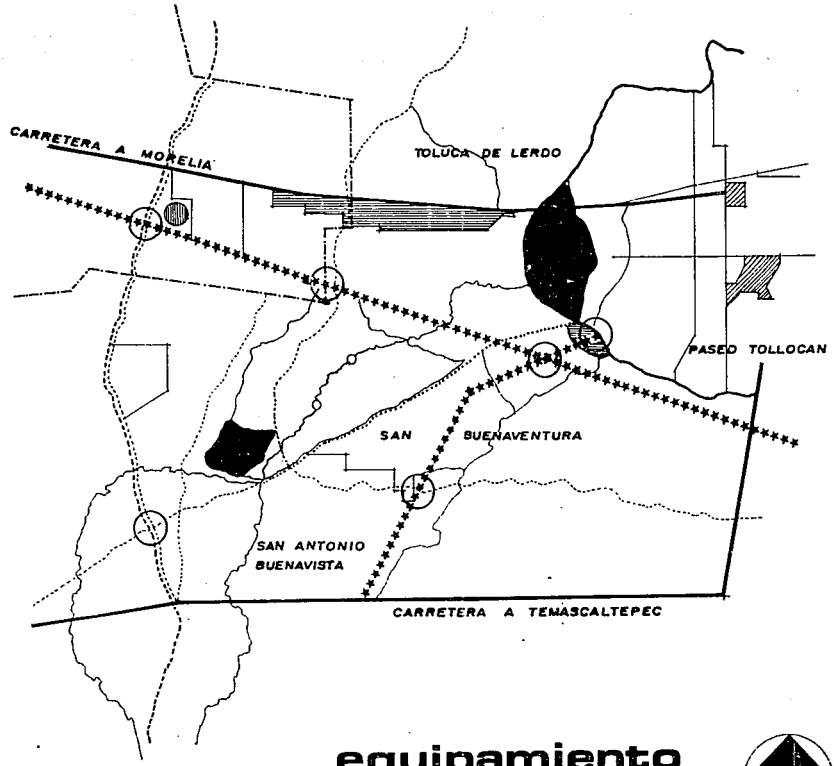 CARRETERA A MORELIA
TOLUCA DE LERDO
PASEO TOLLOCAN
SAN BUENAVENTURA
SAN ANTONIO
BUENAVISTA
CARRETERA A TEMASCALTEPEC
equipamiento